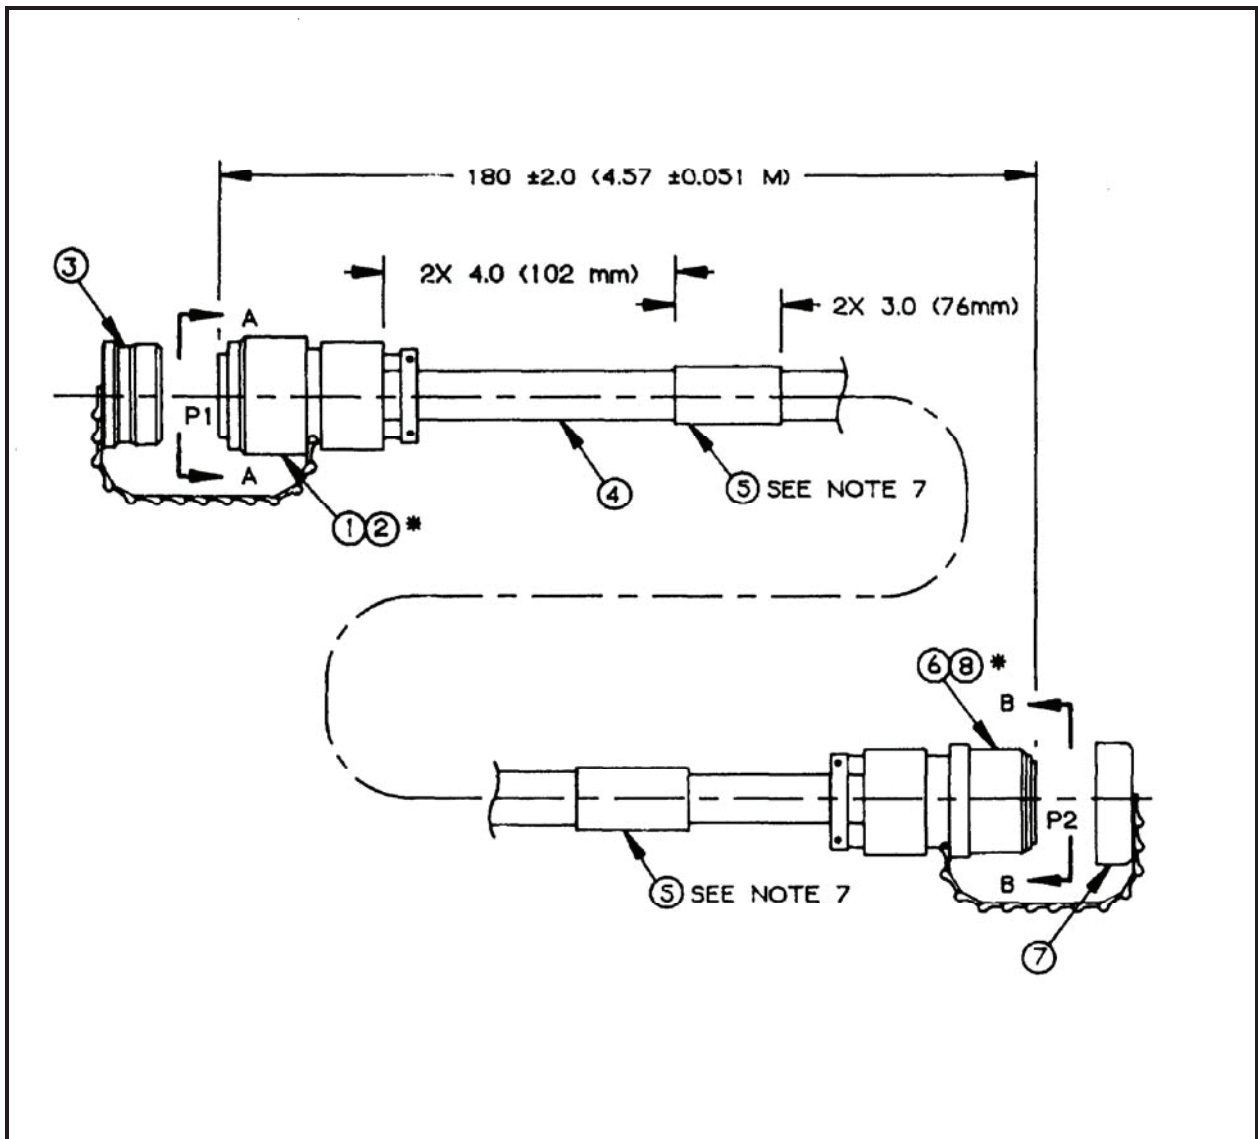 180 ±2.0 (4.57 ±0.051 M)
3
2X 4.0 (102 mm)
2X 3.0 (76mm)
A
P1
A
4
5 SEE NOTE 7
1 2 *
6 8 *
B
P2
B
5 SEE NOTE 7
7